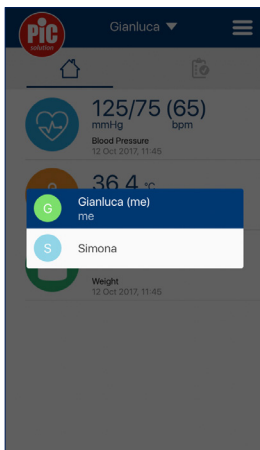 PiC
solution
Gianluca ▼
125/75 (65)
mmHg bpm
Blood Pressure
12 Oct 2017, 11:45
36.4 °C
G
Gianluca (me)
me
S
Simona
Weight
12 Oct 2017, 11:45